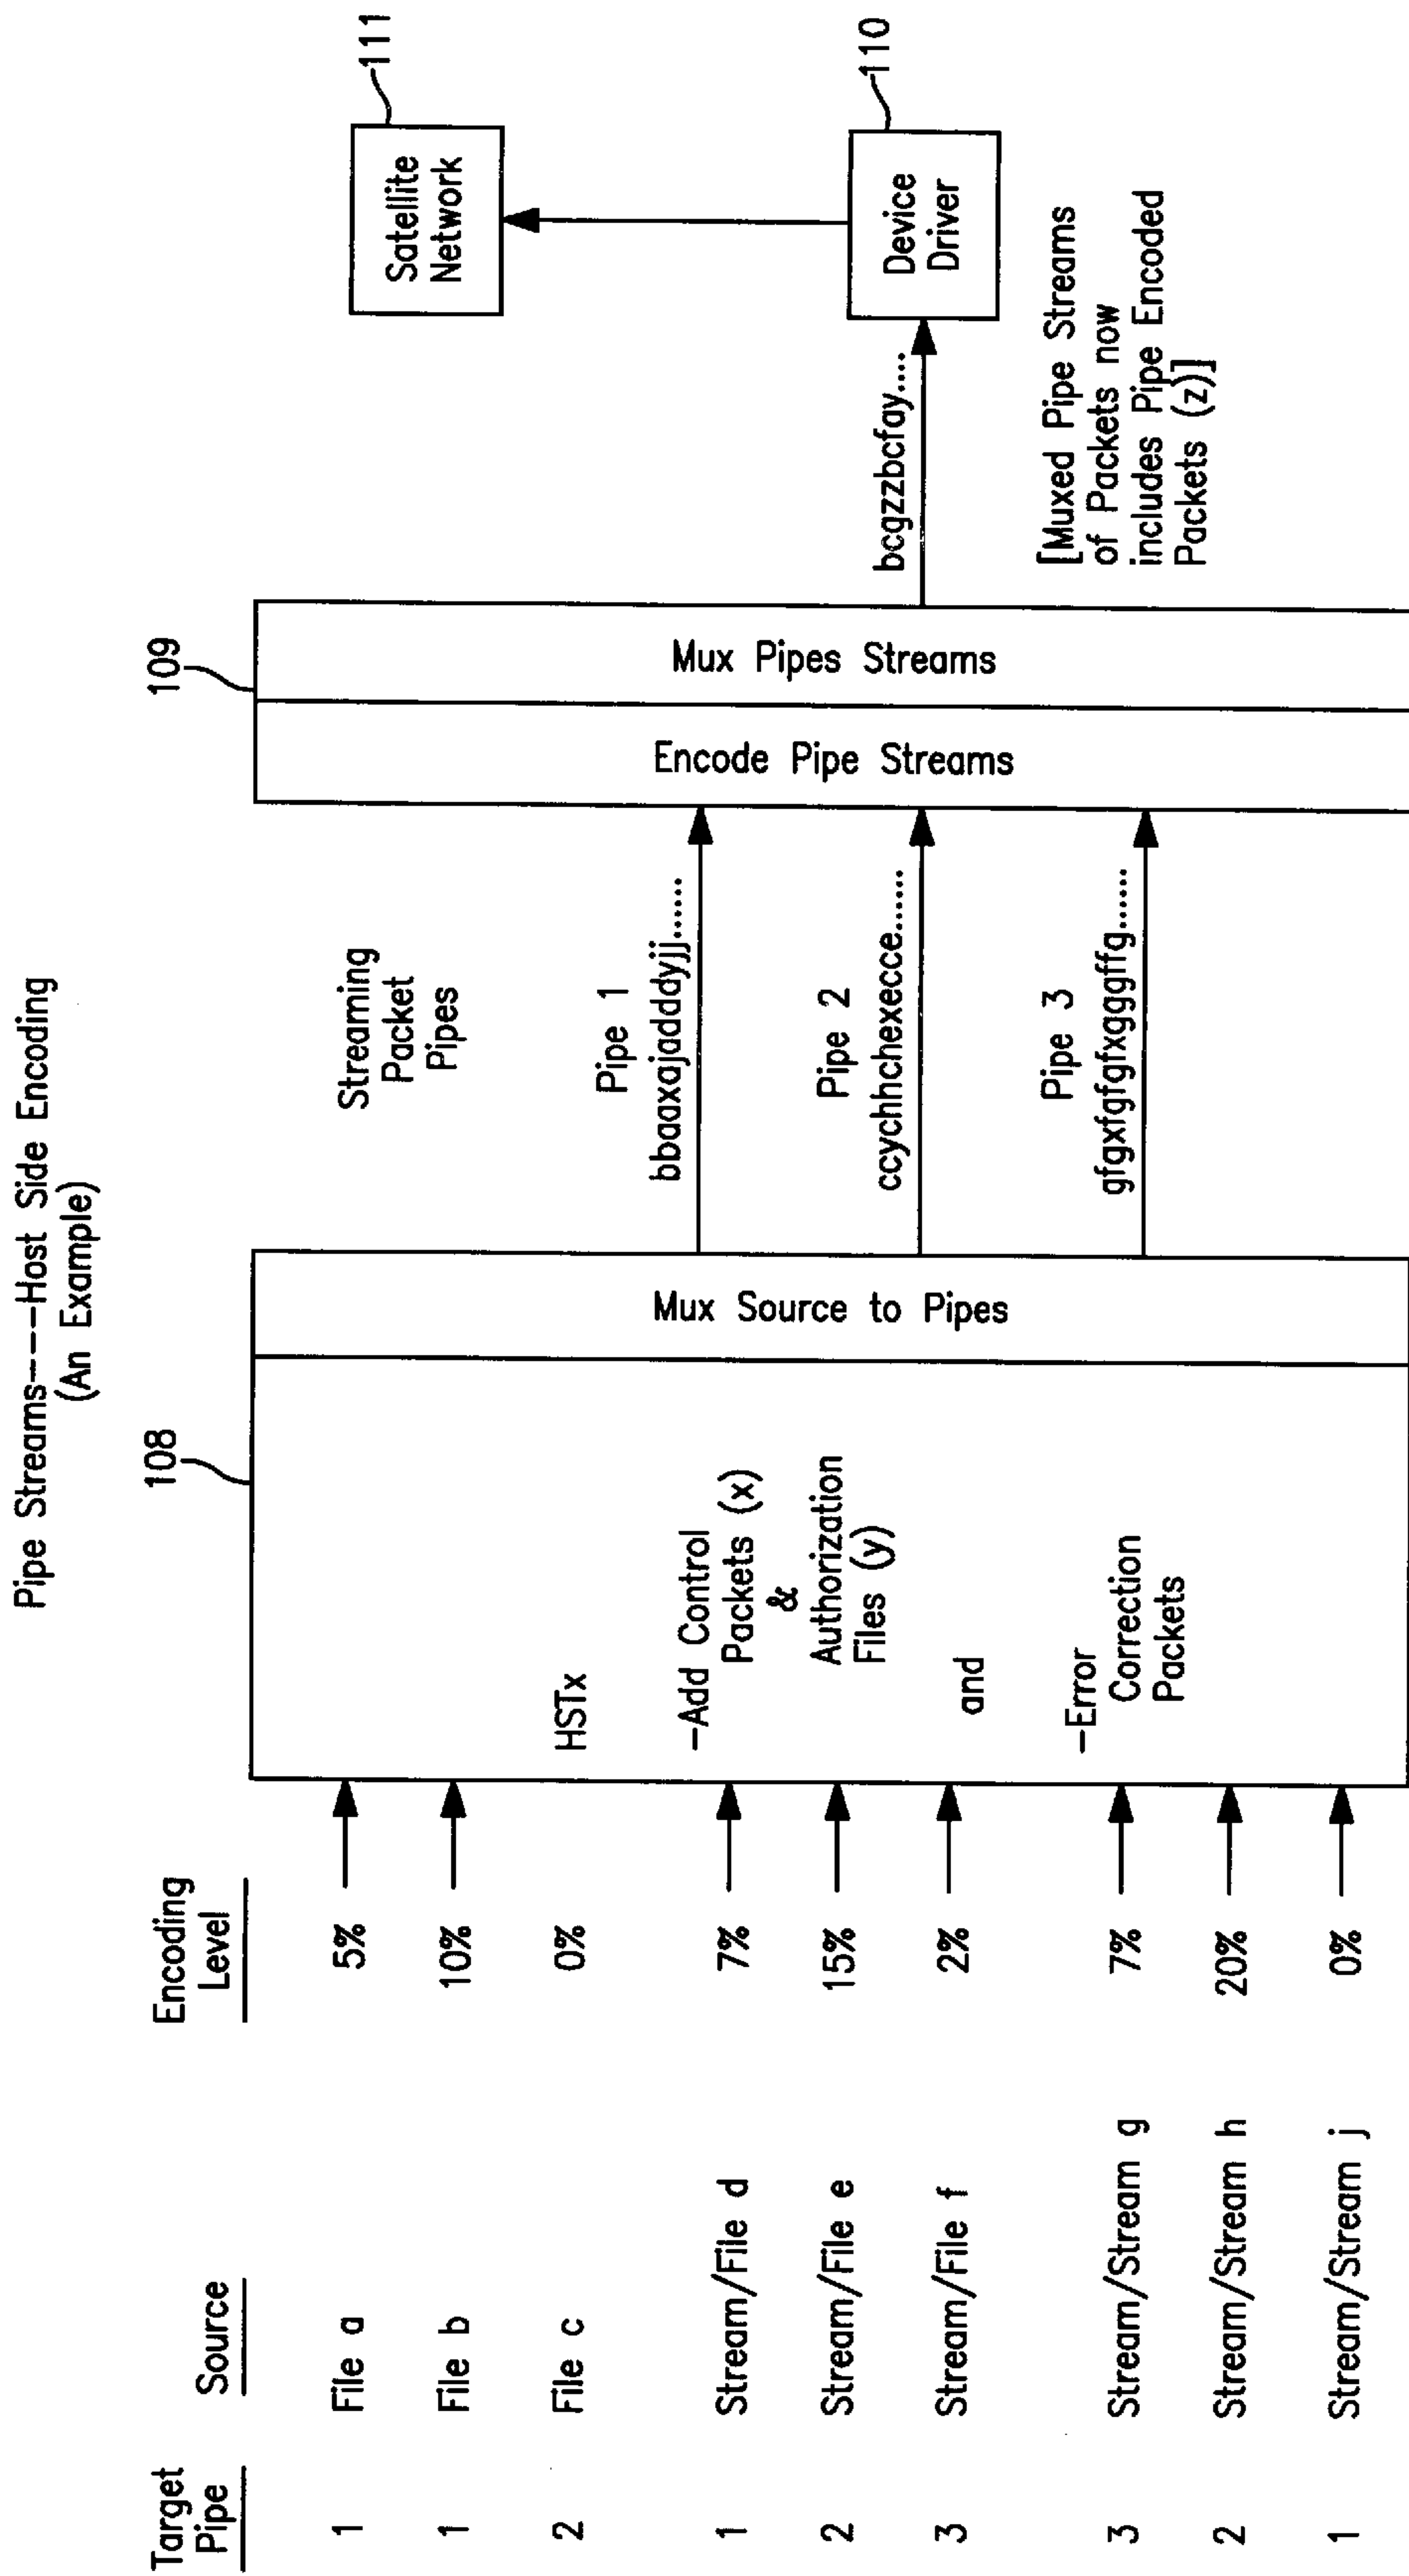 Pipe Streams----Host Side Encoding
(An Example)
Target
Pipe
Source
Encoding
Level
1 File a 5%
1 File b 10%
2 File c 0%
1 Stream/File d 7%
2 Stream/File e 15%
3 Stream/File f 2%
3 Stream/Stream g 7%
2 Stream/Stream h 20%
1 Stream/Stream j 0%
108
HSTx
-Add Control
Packets (x)
&
Authorization
Files (y)
and
-Error
Correction
Packets
Mux Source to Pipes
Streaming
Packet
Pipes
Pipe 1
bbaaxajadddyjj......
Pipe 2
ccychhchexecce......
Pipe 3
gfgxfgfgfxgggffg......
109
Encode Pipe Streams
Mux Pipes Streams
bcgzzbcfay....
[Muxed Pipe Streams
of Packets now
includes Pipe Encoded
Packets (z)]
Satellite
Network
111
Device
Driver
110